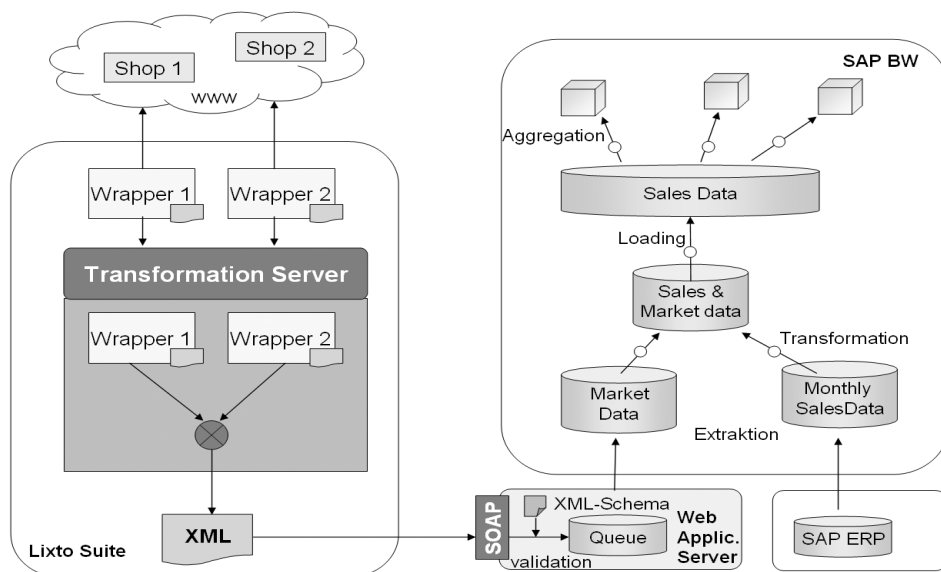 Shop 1
Shop 2
www
Wrapper 1
Wrapper 2
Transformation Server
Wrapper 1
Wrapper 2
XML
Lixto Suite
SOAP
XML-Schema
validation
Queue
Web
Applic.
Server
SAP ERP
SAP BW
Aggregation
Sales Data
Loading
Sales &
Market data
Transformation
Market
Data
Monthly
SalesData
Extraktion